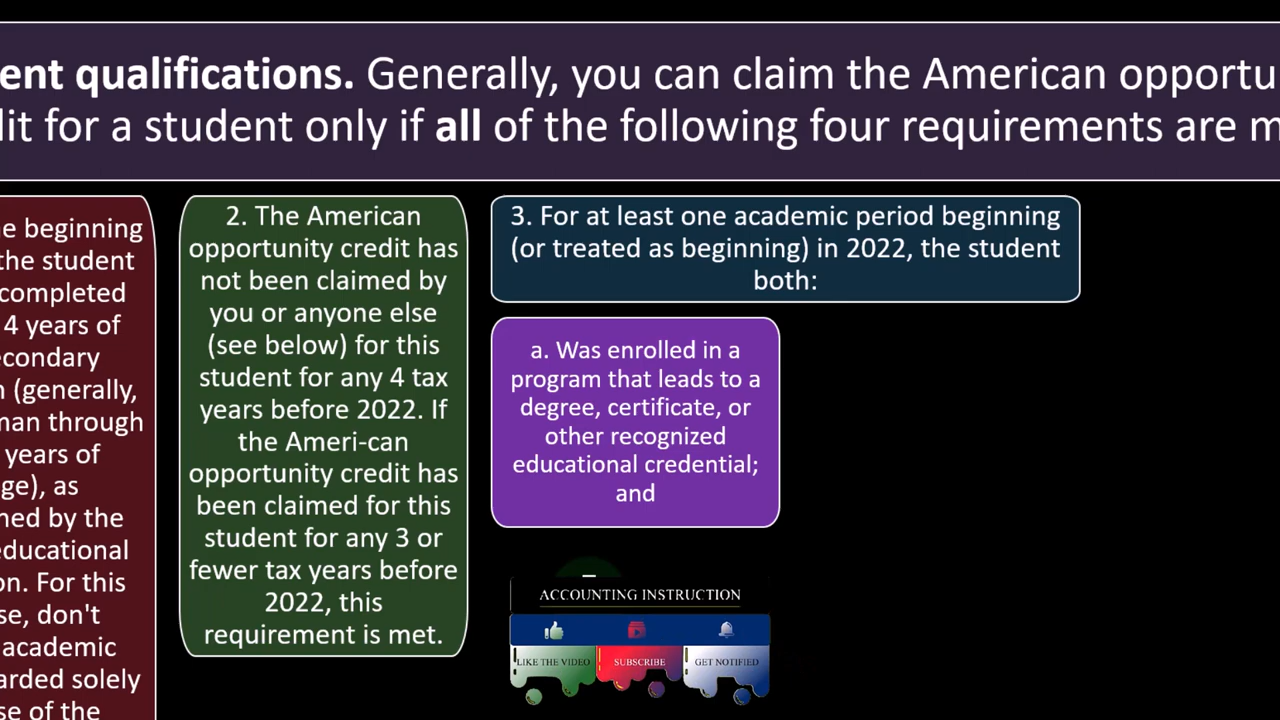 ent qualifications. Generally, you can claim the American opportu
lit for a student only if all of the following four requirements are m
e beginning
the student
completed
4 years of
econdary
n (generally,
man through
years of
ge), as
ned by the
educational
on. For this
se, don't
academic
arded solely
se of the
2. The American
opportunity credit has
not been claimed by
you or anyone else
(see below) for this
student for any 4 tax
years before 2022. If
the Ameri-can
opportunity credit has
been claimed for this
student for any 3 or
fewer tax years before
2022, this
requirement is met.
3. For at least one academic period beginning
(or treated as beginning) in 2022, the student
both:
a. Was enrolled in a
program that leads to a
degree, certificate, or
other recognized
educational credential;
and
ACCOUNTING INSTRUCTION
LIKE THE VIDEO SUBSCRIBE GET NOTIFIED